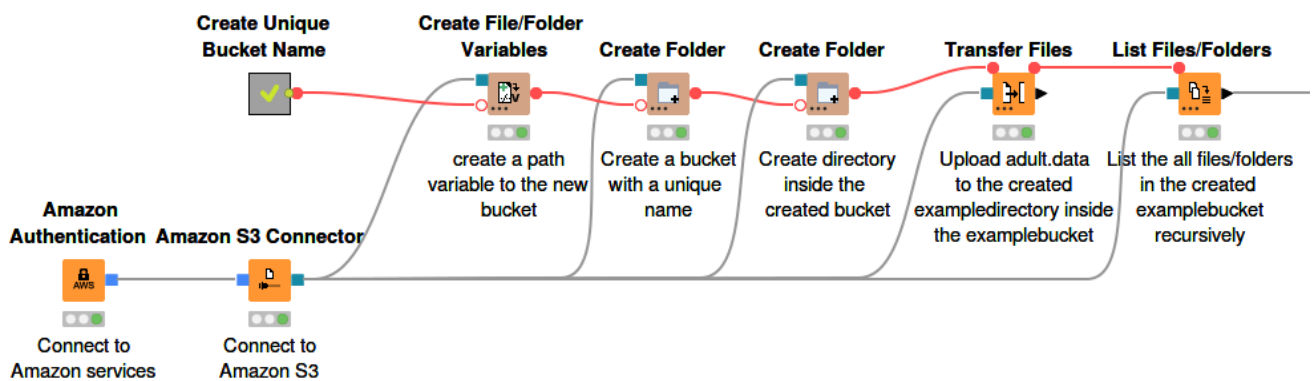 Create Unique
Bucket Name
Create File/Folder
Variables
Create Folder
Create Folder
Transfer Files
List Files/Folders
V
create a path
variable to the new
bucket
Create a bucket
with a unique
name
Create directory
inside the
created bucket
Upload adult.data
to the created
exampledirectory inside
the examplebucket
List the all files/folders
in the created
examplebucket
recursively
Amazon
Authentication
Amazon S3 Connector
AWS
Connect to
Amazon services
Connect to
Amazon S3